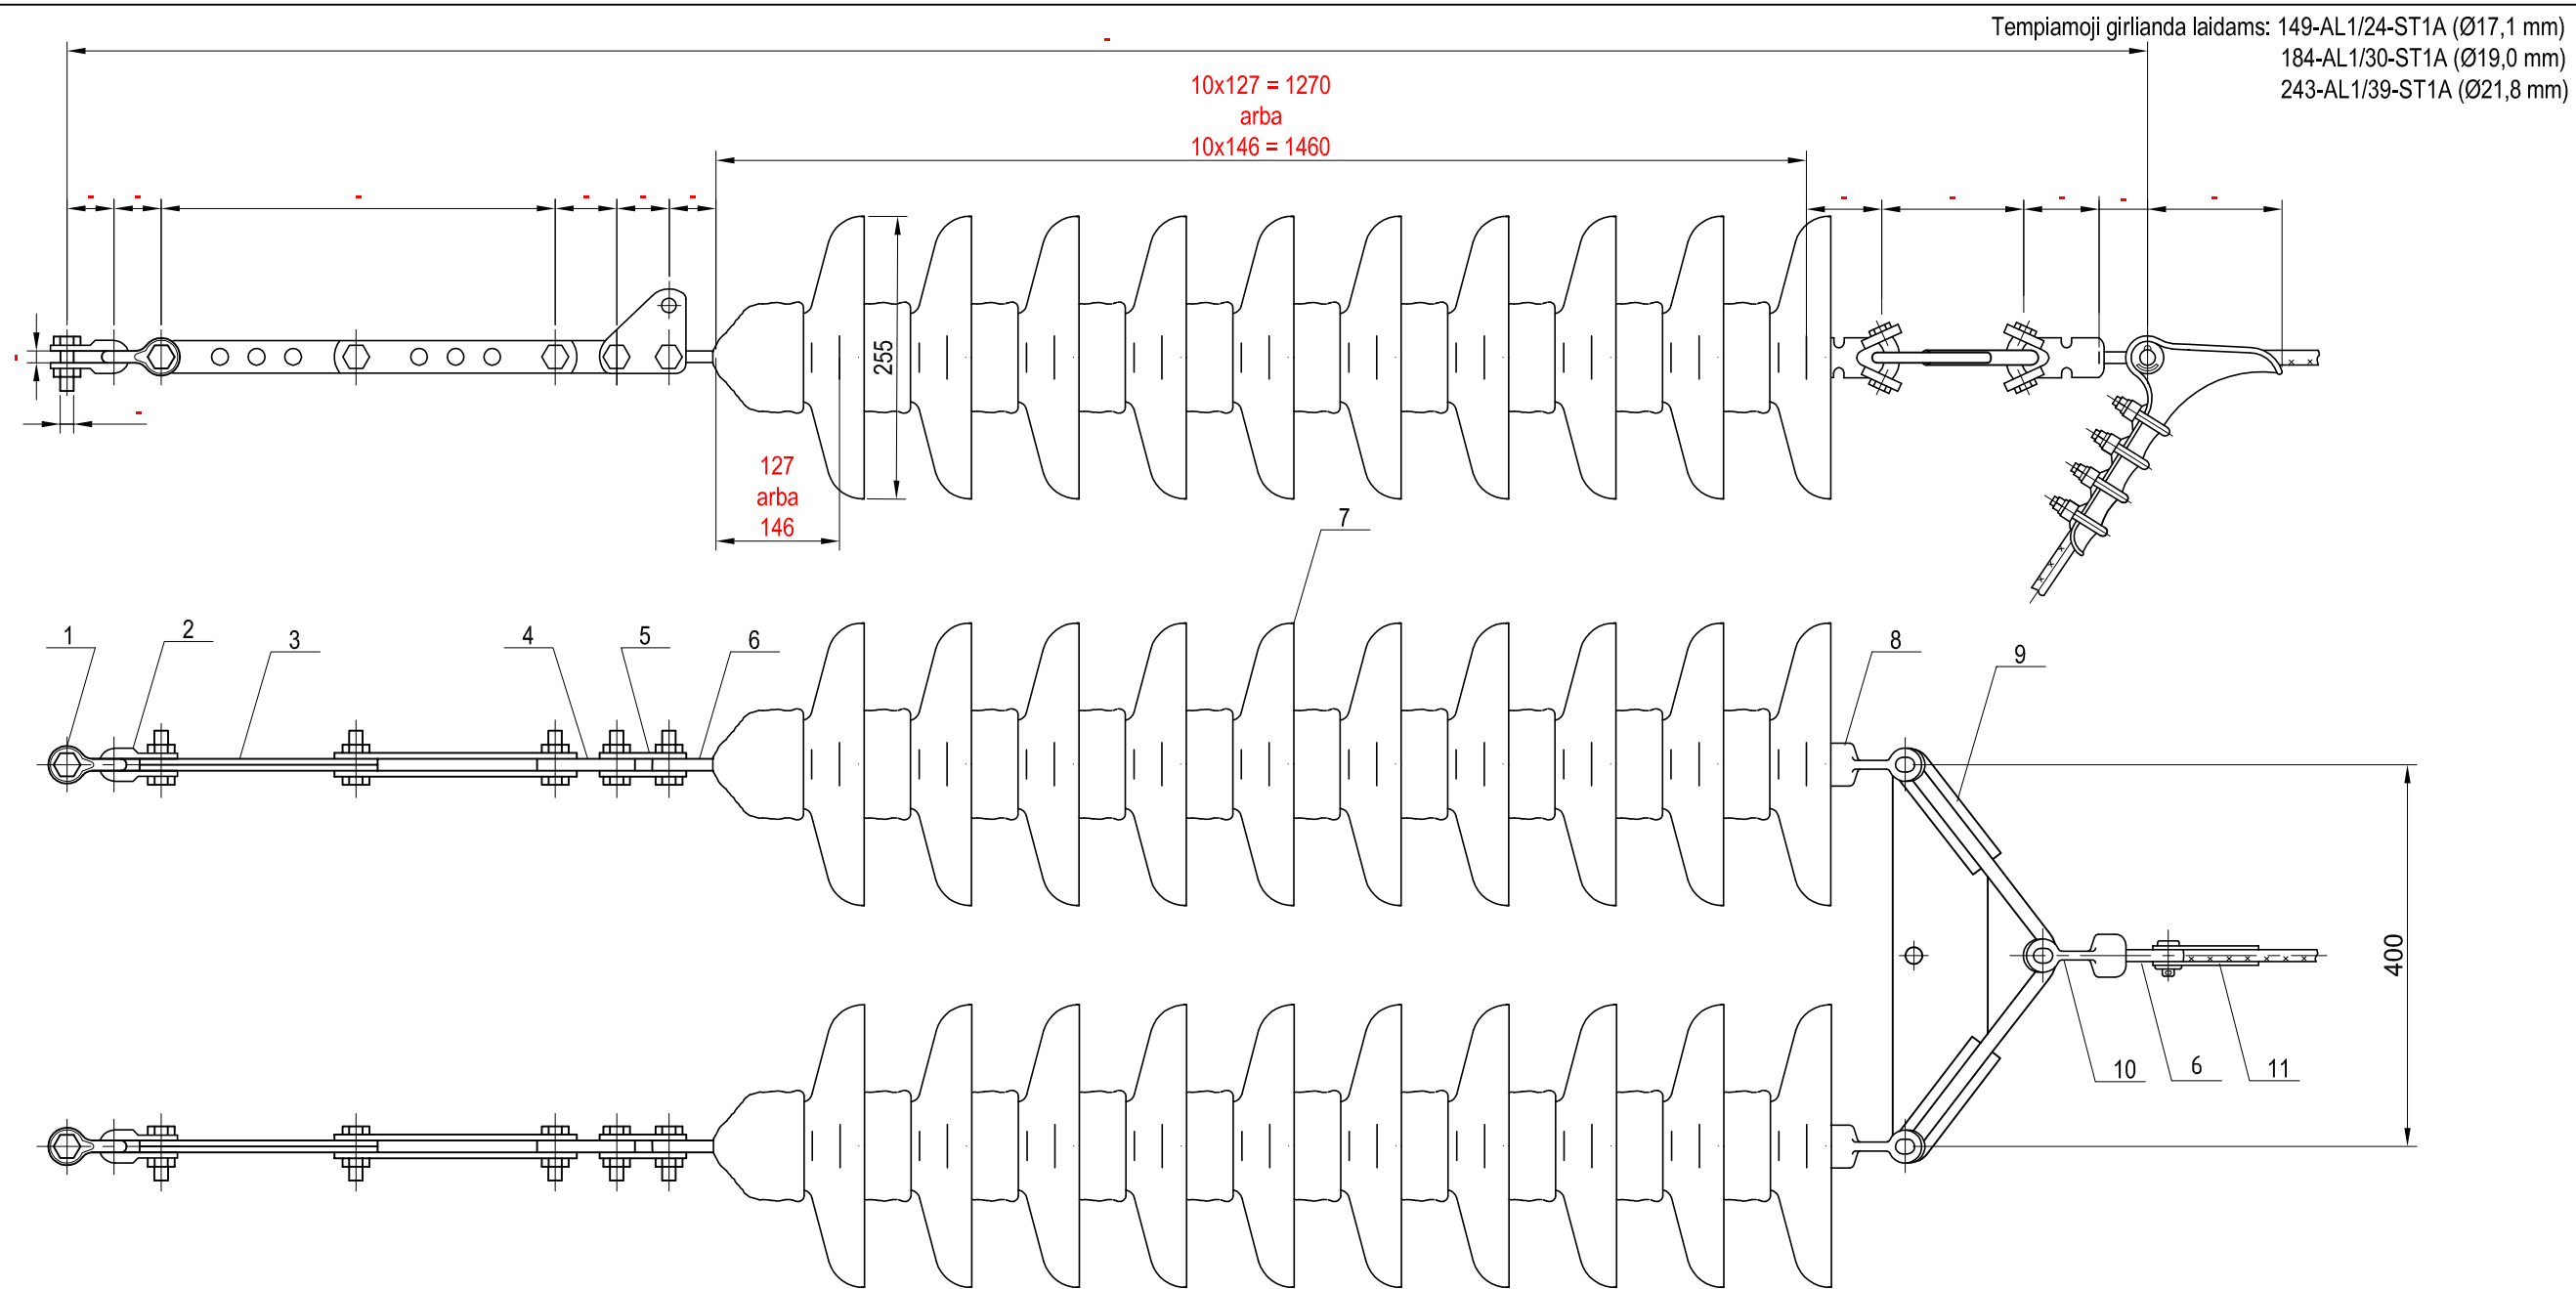 Tempiamoji girlianda laidams: 149-AL1/24-ST1A (Ø17,1 mm)
184-AL1/30-ST1A (Ø19,0 mm)
243-AL1/39-ST1A (Ø21,8 mm)
-
10x127 = 1270
arba
10x146 = 1460
- - - - - - - - - - -
-
-
255
127
arba
146
7
1 2 3 4 5 6 8 9
400
10 6 11